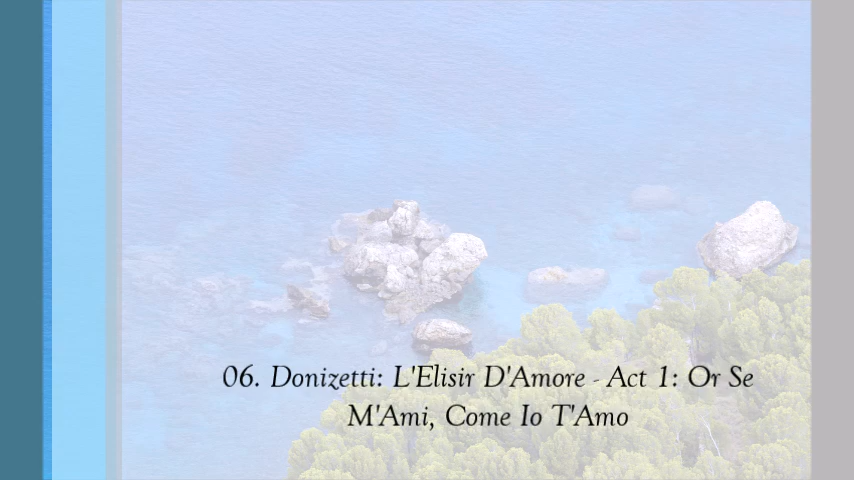 06. Donizetti: L'Elisir D'Amore - Act 1: Or Se
M'Ami, Come Io T'Amo